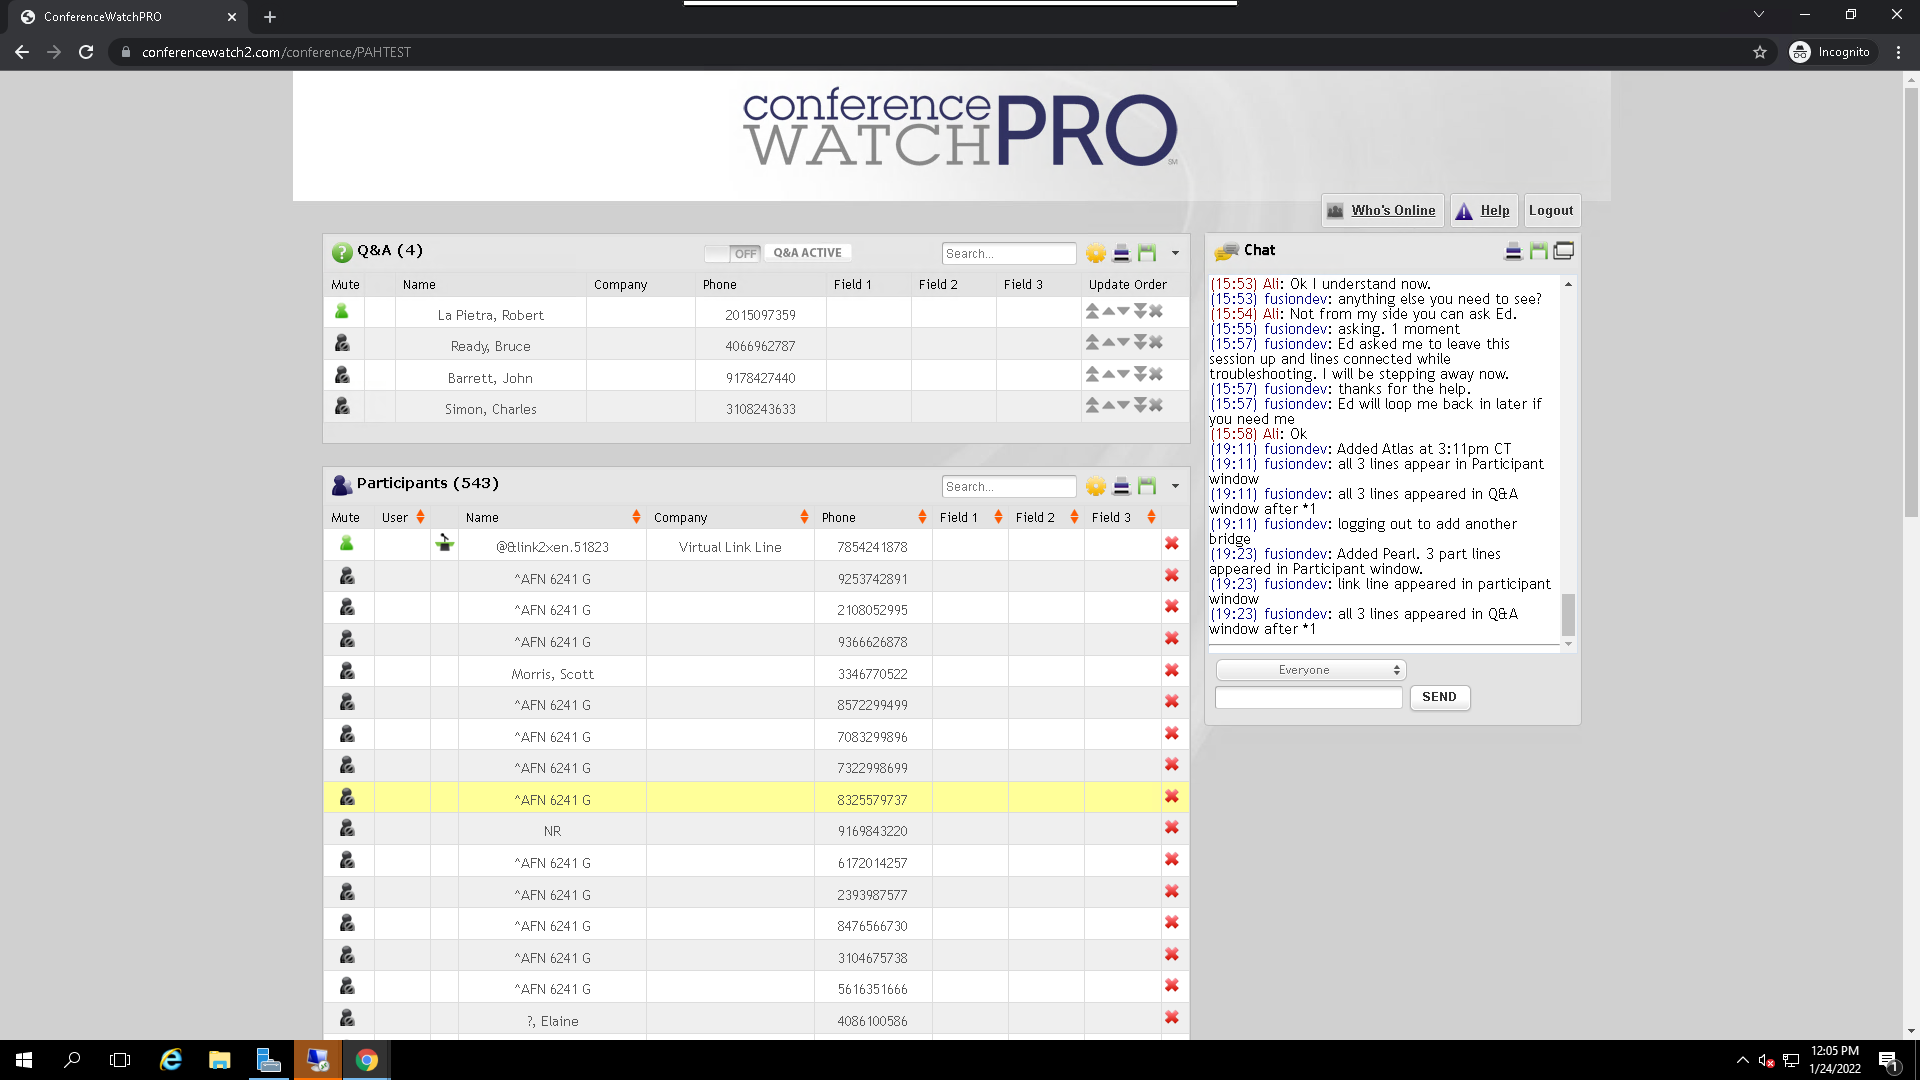 ConferenceWatchPRO
conferencewatch2.com/conference/PAHTEST
Incognito
conference
WATCHPRO
SM
Who's Online
Help
Logout
Q&A (4)
OFF
Q&A ACTIVE
Search...
Mute Name Company Phone Field 1 Field 2 Field 3 Update Order
La Pietra, Robert 2015097359
Ready, Bruce 4066962787
Barrett, John 9178427440
Simon, Charles 3108243633
Participants (543)
Search...
Mute User Name Company Phone Field 1 Field 2 Field 3
@&link2xen.51823 Virtual Link Line 7854241878
^AFN 6241 G 9253742891
^AFN 6241 G 2108052995
^AFN 6241 G 9366626878
Morris, Scott 3346770522
^AFN 6241 G 8572299499
^AFN 6241 G 7083299896
^AFN 6241 G 7322998699
^AFN 6241 G 8325579737
NR 9169843220
^AFN 6241 G 6172014257
^AFN 6241 G 2393987577
^AFN 6241 G 8476566730
^AFN 6241 G 3104675738
^AFN 6241 G 5616351666
?, Elaine 4086100586
Chat
(15:53) Ali: Ok I understand now.
(15:53) fusiondev: anything else you need to see?
(15:54) Ali: Not from my side you can ask Ed.
(15:55) fusiondev: asking. 1 moment
(15:57) fusiondev: Ed asked me to leave this
session up and lines connected while
troubleshooting. I will be stepping away now.
(15:57) fusiondev: thanks for the help.
(15:57) fusiondev: Ed will loop me back in later if
you need me
(15:58) Ali: Ok
(19:11) fusiondev: Added Atlas at 3:11pm CT
(19:11) fusiondev: all 3 lines appear in Participant
window
(19:11) fusiondev: all 3 lines appeared in Q&A
window after *1
(19:11) fusiondev: logging out to add another
bridge
(19:23) fusiondev: Added Pearl. 3 part lines
appeared in Participant window.
(19:23) fusiondev: link line appeared in participant
window
(19:23) fusiondev: all 3 lines appeared in Q&A
window after *1
Everyone
SEND
12:05 PM
1/24/2022
1